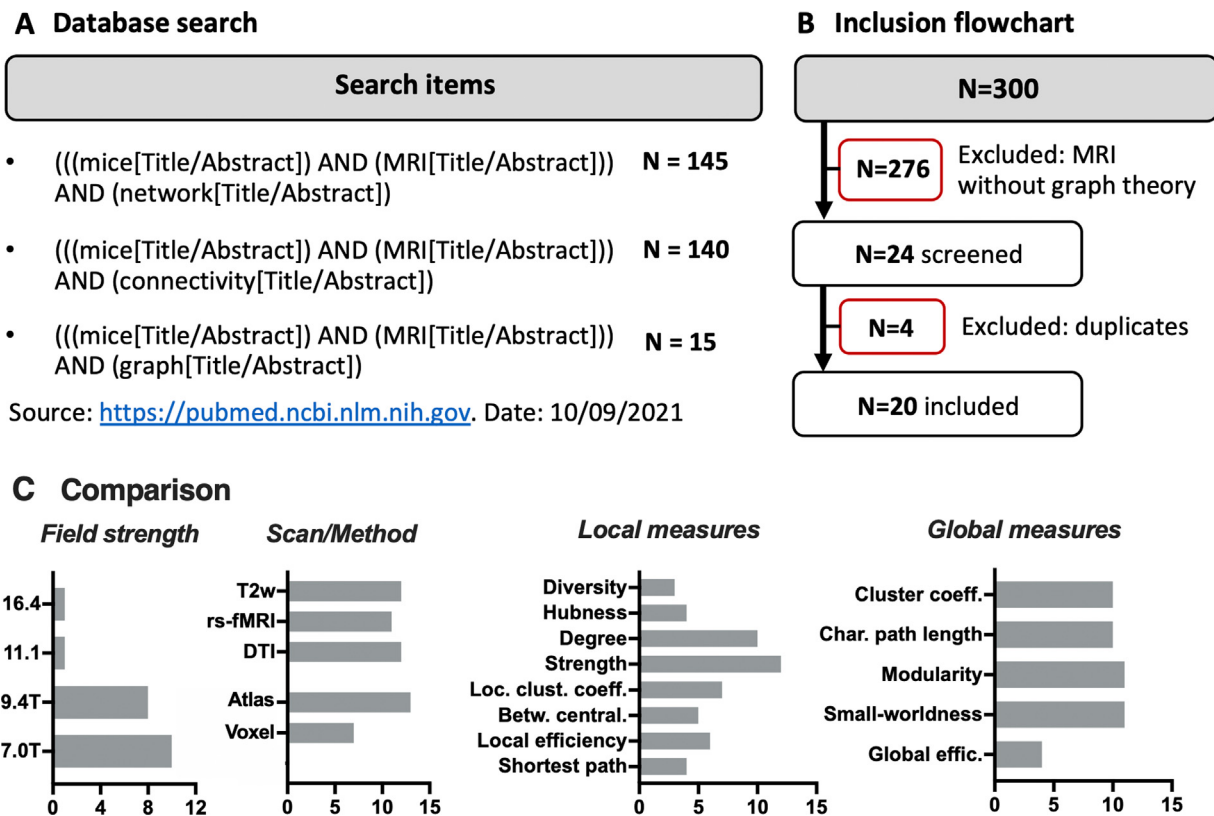 A Database search
Search items
• (((mice[Title/Abstract]) AND (MRI[Title/Abstract])) N = 145
AND (network[Title/Abstract])
• (((mice[Title/Abstract]) AND (MRI[Title/Abstract])) N = 140
AND (connectivity[Title/Abstract])
• (((mice[Title/Abstract]) AND (MRI[Title/Abstract])) N = 15
AND (graph[Title/Abstract])
Source: https://pubmed.ncbi.nlm.nih.gov. Date: 10/09/2021
B Inclusion flowchart
N=300
N=276
Excluded: MRI
without graph theory
N=24 screened
N=4
Excluded: duplicates
N=20 included
C Comparison
Field strength
16.4
11.1
9.4T
7.0T
0 4 8 12
Scan/Method
T2w
rs-fMRI
DTI
Atlas
Voxel
0 5 10 15
Local measures
Diversity
Hubness
Degree
Strength
Loc. clust. coeff.
Betw. central.
Local efficiency
Shortest path
0 5 10 15
Global measures
Cluster coeff.
Char. path length
Modularity
Small-worldness
Global effic.
0 5 10 15